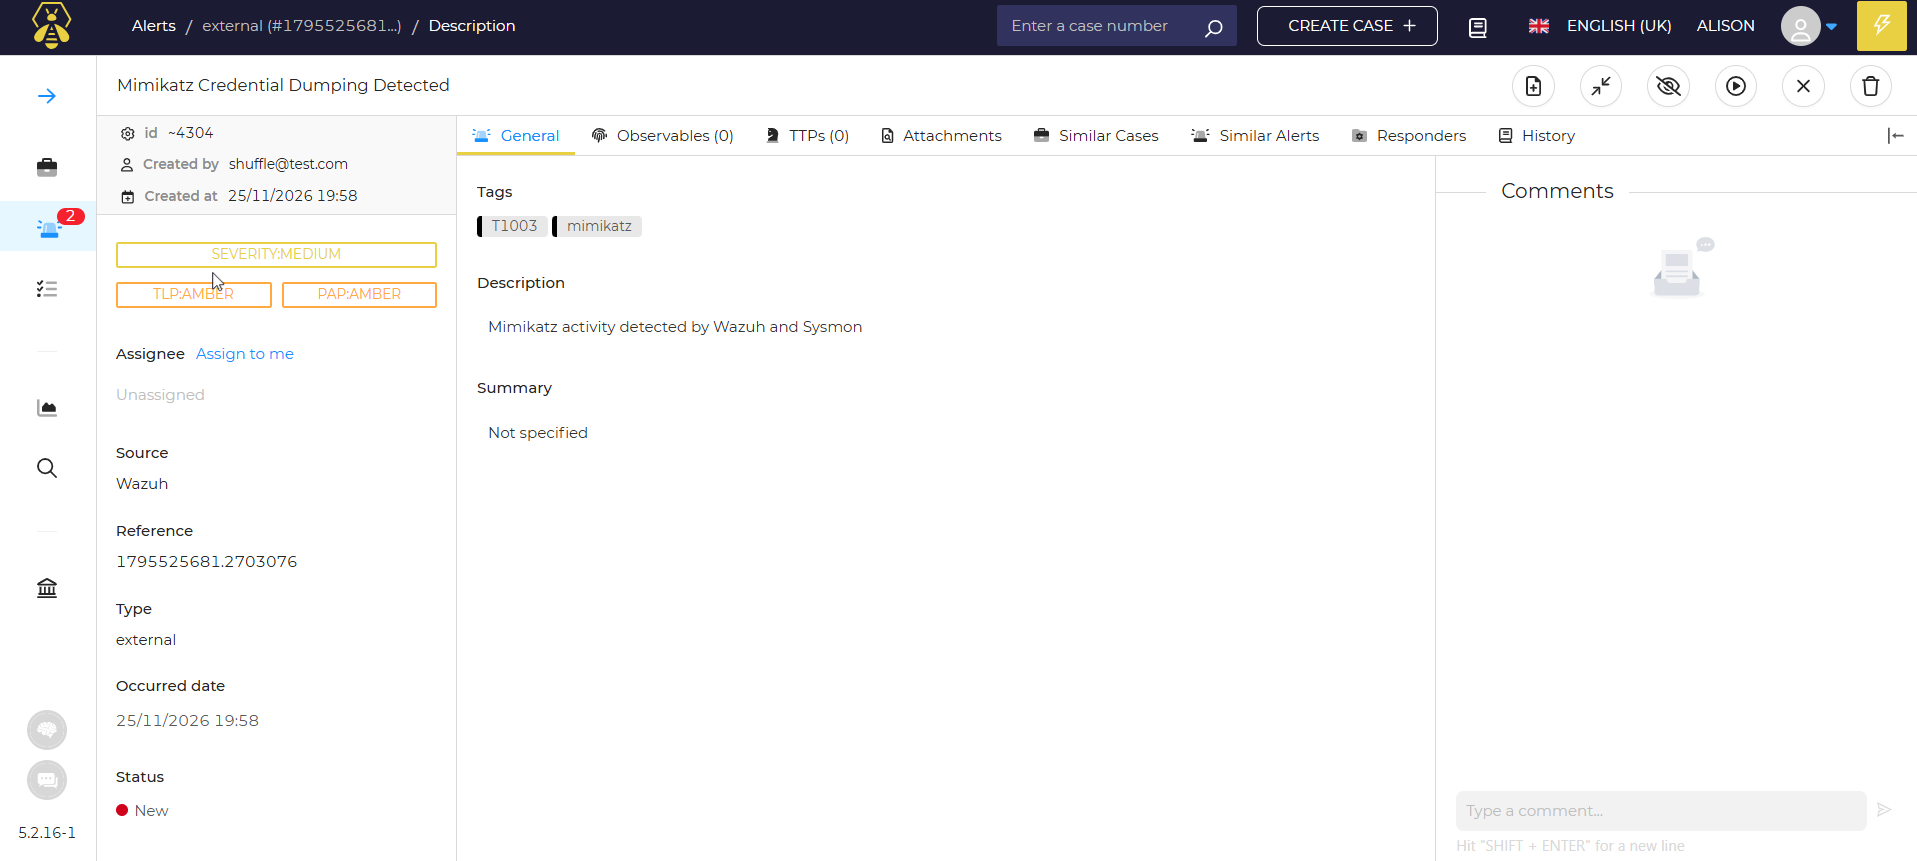 Alerts / external (#1795525681...) / Description
Enter a case number
CREATE CASE +
ENGLISH (UK)
ALISON
Mimikatz Credential Dumping Detected
id ~4304
Created by shuffle@test.com
Created at 25/11/2026 19:58
General
Observables (0)
TTPs (0)
Attachments
Similar Cases
Similar Alerts
Responders
History
2
SEVERITY:MEDIUM
TLP:AMBER
PAP:AMBER
Assignee Assign to me
Unassigned
Source
Wazuh
Reference
1795525681.2703076
Type
external
Occurred date
25/11/2026 19:58
Status
New
5.2.16-1
Tags
T1003
mimikatz
Description
Mimikatz activity detected by Wazuh and Sysmon
Summary
Not specified
Comments
Type a comment...
Hit "SHIFT + ENTER" for a new line